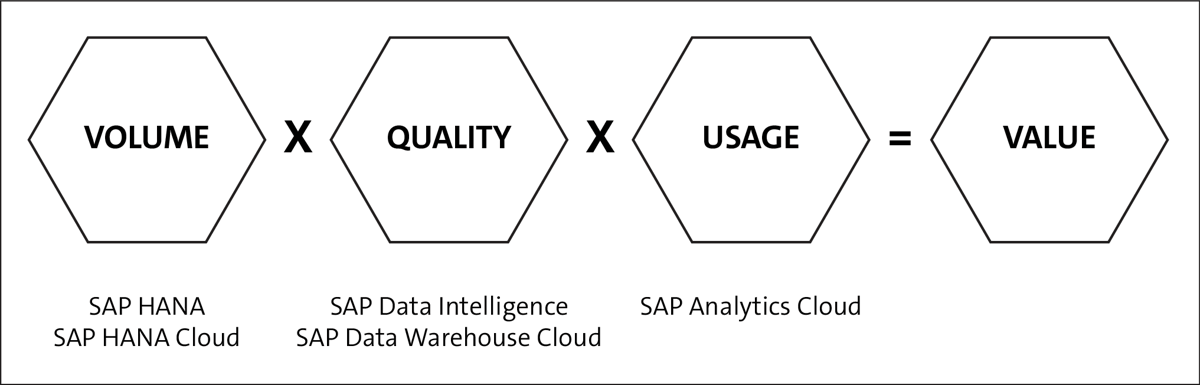 VOLUME X QUALITY X USAGE = VALUE
SAP HANA SAP Data Intelligence SAP Analytics Cloud
SAP HANA Cloud SAP Data Warehouse Cloud